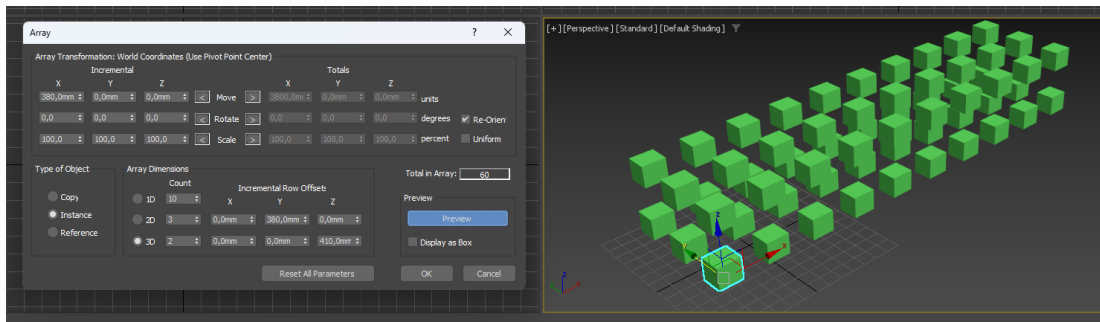 Array ? ×
Array Transformation: World Coordinates (Use Pivot Point Center)
Incremental Totals
X Y Z X Y Z
380,0mm 0,0mm 0,0mm < Move > 3800,0m 0,0mm 0,0mm units
0,0 0,0 0,0 < Rotate > 0,0 0,0 0,0 degrees Re-Orien
100,0 100,0 100,0 < Scale > 100,0 100,0 100,0 percent Uniform
Type of Object
Copy
Instance
Reference
Array Dimensions
Count Incremental Row Offsets
X Y Z
1D 10
2D 3 0,0mm 380,0mm 0,0mm
3D 2 0,0mm 0,0mm 410,0mm
Total in Array: 60
Preview
Preview
Display as Box
Reset All Parameters OK Cancel
[+] [Perspective] [Standard] [Default Shading]
z
y
x
z
x